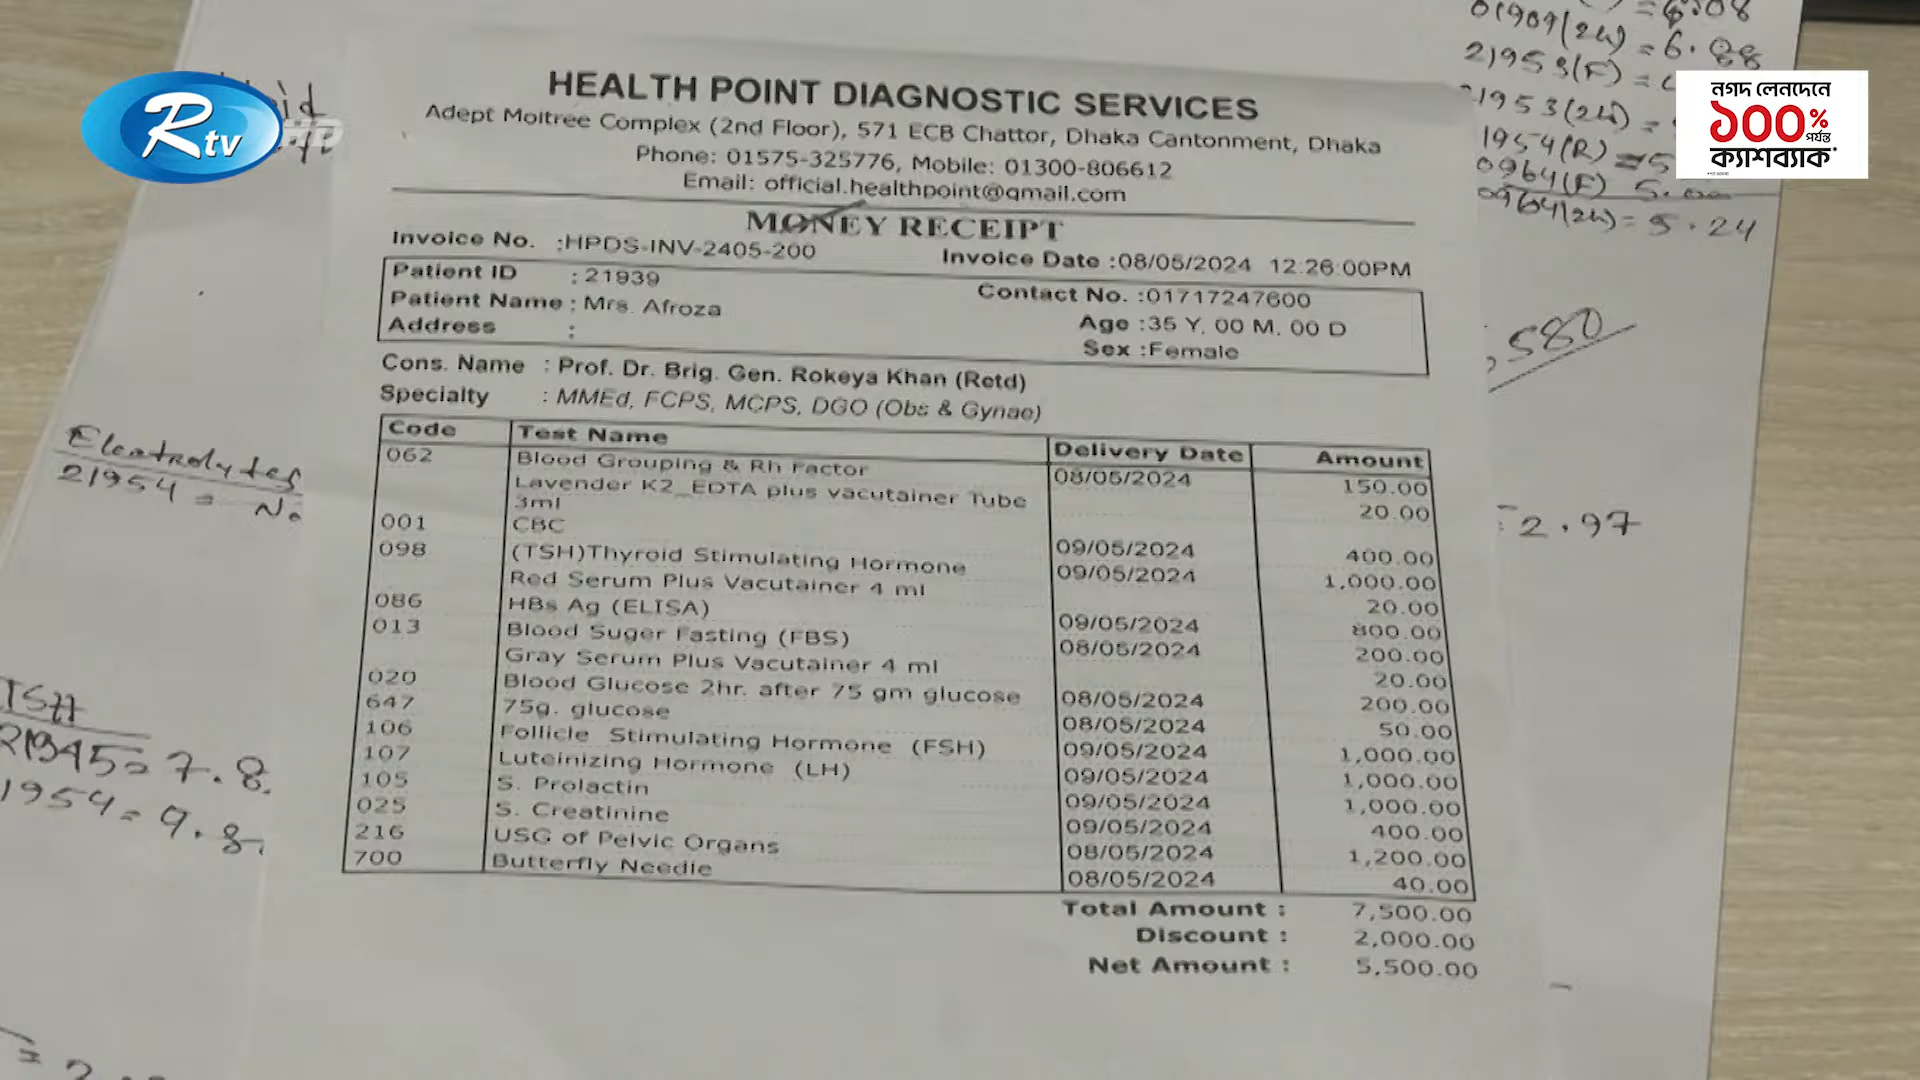 Rtv
নগদ লেনদেনে
১০০%
পর্যন্ত
ক্যাশব্যাক*
HEALTH POINT DIAGNOSTIC SERVICES
Adept Moitree Complex (2nd Floor), 571 ECB Chattor, Dhaka Cantonment, Dhaka
Phone: 01575-325776, Mobile: 01300-806612
Email: official.healthpoint@gmail.com
MONEY RECEIPT
Invoice No. :HPDS-INV-2405-200 Invoice Date :08/05/2024 12:26:00PM
Patient ID : 21939 Contact No. :01717247600
Patient Name : Mrs. Afroza Age :35 Y. 00 M. 00 D
Address : Sex :Female
Cons. Name : Prof. Dr. Brig. Gen. Rokeya Khan (Retd)
Specialty : MMEd, FCPS, MCPS, DGO (Obs & Gynae)
Code Test Name Delivery Date Amount
062 Blood Grouping & Rh Factor 08/05/2024 150.00
Lavender K2_EDTA plus vacutainer Tube 20.00
3ml
001 CBC 09/05/2024 400.00
098 (TSH)Thyroid Stimulating Hormone 09/05/2024 1,000.00
Red Serum Plus Vacutainer 4 ml 20.00
086 HBs Ag (ELISA) 09/05/2024 800.00
013 Blood Suger Fasting (FBS) 08/05/2024 200.00
Gray Serum Plus Vacutainer 4 ml 20.00
020 Blood Glucose 2hr. after 75 gm glucose 08/05/2024 200.00
647 75g. glucose 08/05/2024 50.00
106 Follicle Stimulating Hormone (FSH) 09/05/2024 1,000.00
107 Luteinizing Hormone (LH) 09/05/2024 1,000.00
105 S. Prolactin 09/05/2024 1,000.00
025 S. Creatinine 09/05/2024 400.00
216 USG of Pelvic Organs 08/05/2024 1,200.00
700 Butterfly Needle 08/05/2024 40.00
Total Amount : 7,500.00
Discount : 2,000.00
Net Amount : 5,500.00
Electrolytes
21954 = No
TSH
21945= 7.8
1954= 9.8
01909(2h) = 6.88
21953(F) =
1953(2h) =
1954(R) = 5
0964(F) 5.00
0964(2h) = 5.24
,580
= 2.97